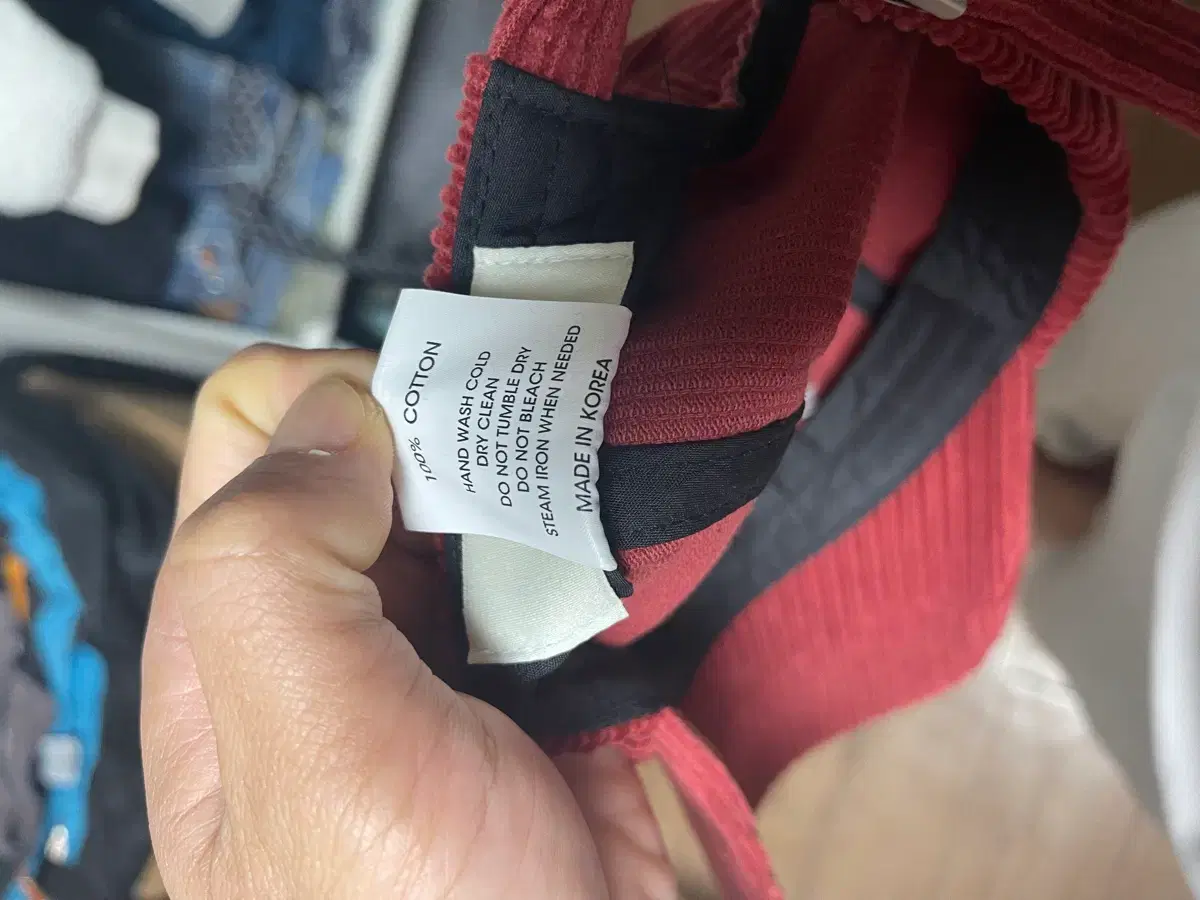 100% COTTON
HAND WASH COLD
DRY CLEAN
DO NOT TUMBLE DRY
DO NOT BLEACH
STEAM IRON WHEN NEEDED
MADE IN KOREA